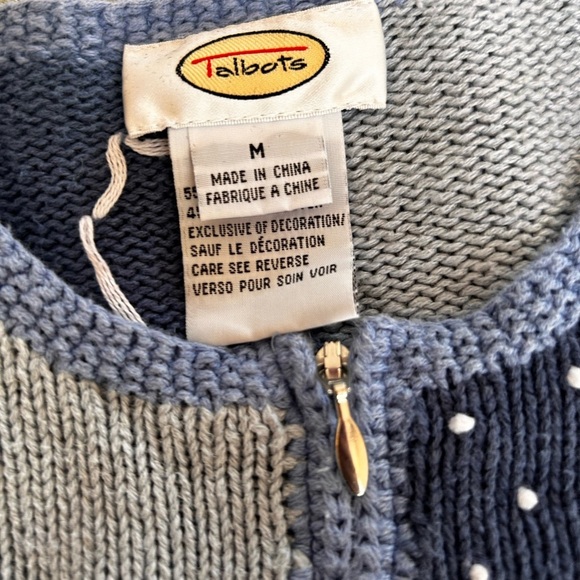 Talbots
M
MADE IN CHINA
FABRIQUE A CHINE
EXCLUSIVE OF DECORATION/
SAUF LE DÉCORATION
CARE SEE REVERSE
VERSO POUR SOIN VOIR